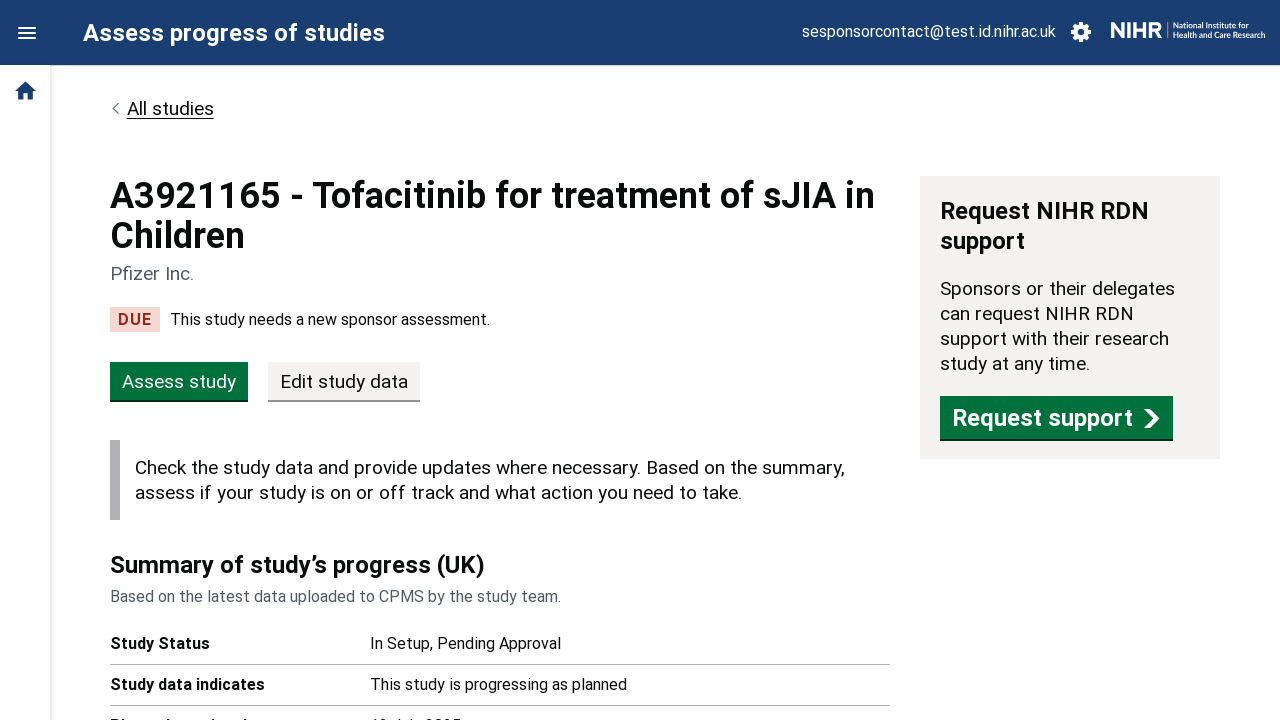 Assess progress of studies
sesponsorcontact@test.id.nihr.ac.uk
NIHR | National Institute for
Health and Care Research
All studies
A3921165 - Tofacitinib for treatment of sJIA in
Children
Pfizer Inc.
DUE This study needs a new sponsor assessment.
Assess study
Edit study data
Check the study data and provide updates where necessary. Based on the summary,
assess if your study is on or off track and what action you need to take.
Summary of study’s progress (UK)
Based on the latest data uploaded to CPMS by the study team.
Study Status In Setup, Pending Approval
Study data indicates This study is progressing as planned
Request NIHR RDN
support
Sponsors or their delegates
can request NIHR RDN
support with their research
study at any time.
Request support